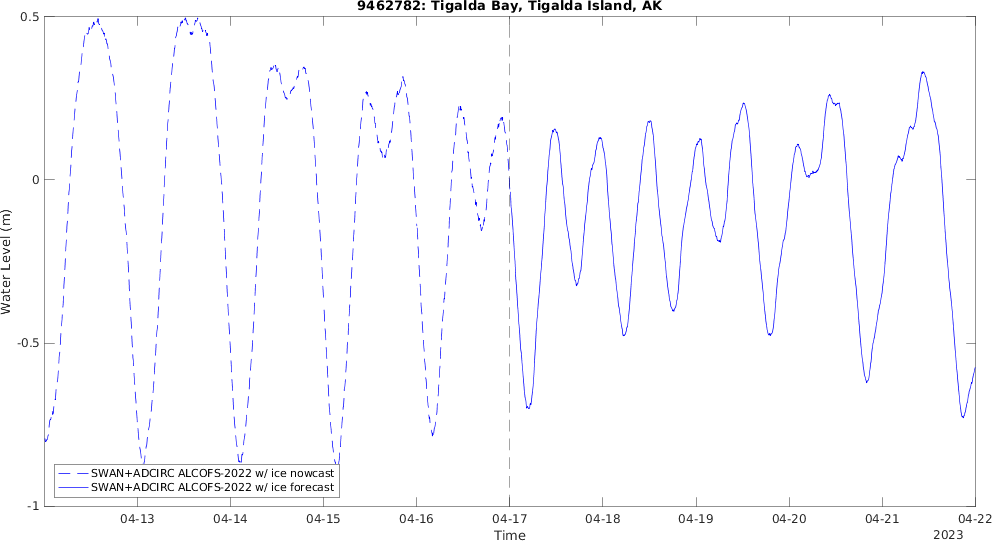 9462782: Tigalda Bay, Tigalda Island, AK
0.5
0
-0.5
-1
Water Level (m)
SWAN+ADCIRC ALCOFS-2022 w/ ice nowcast
SWAN+ADCIRC ALCOFS-2022 w/ ice forecast
04-13 04-14 04-15 04-16 04-17 04-18 04-19 04-20 04-21 04-22
Time
2023